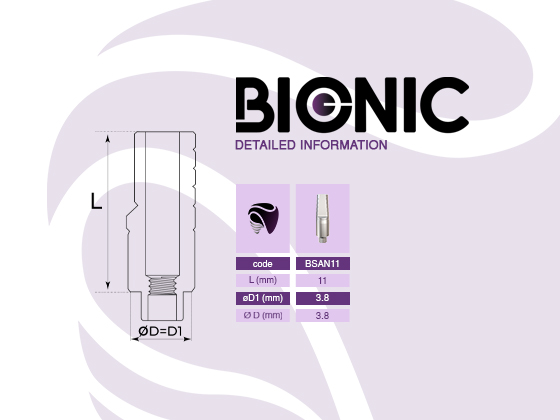 BIONIC
DETAILED INFORMATION
L
ØD=D1
code BSAN11
L (mm) 11
øD1 (mm) 3.8
Ø D (mm) 3.8